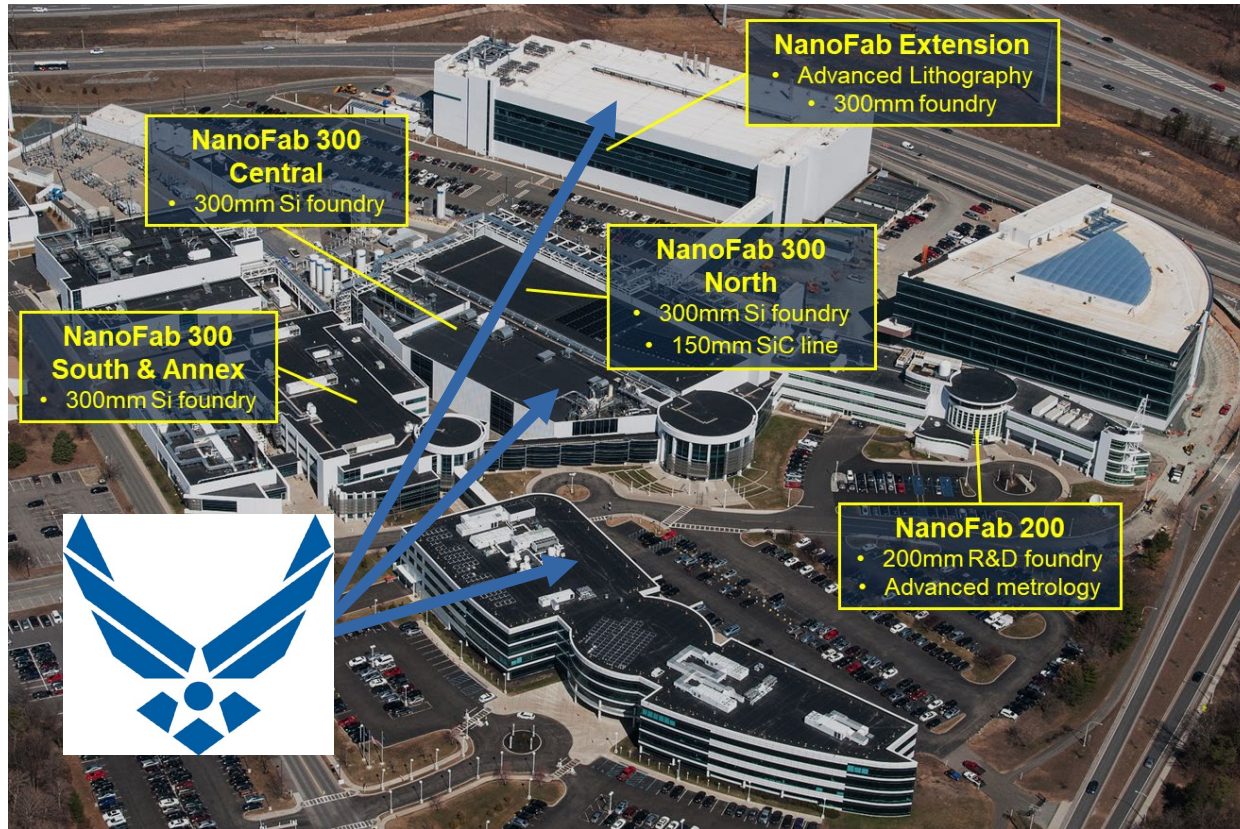 NanoFab Extension
• Advanced Lithography
• 300mm foundry
NanoFab 300
Central
• 300mm Si foundry
NanoFab 300
North
• 300mm Si foundry
• 150mm SiC line
NanoFab 300
South & Annex
• 300mm Si foundry
NanoFab 200
• 200mm R&D foundry
• Advanced metrology